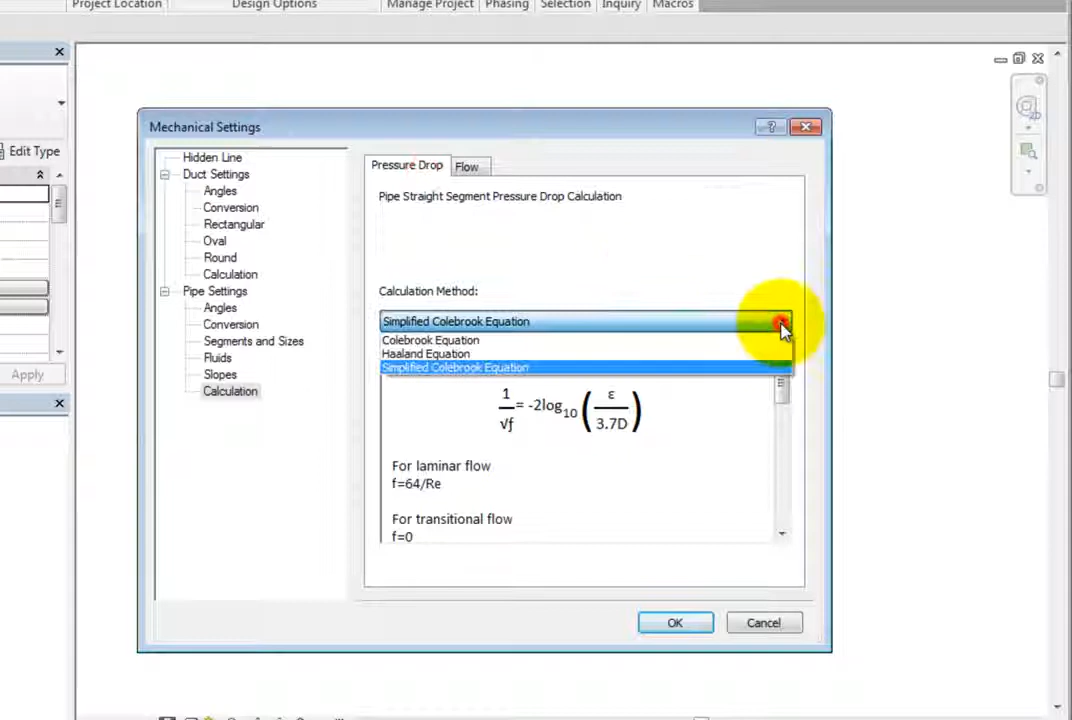 Project Location
Design Options
Manage Project
Phasing
Selection
Inquiry
Macros
Edit Type
Apply
Mechanical Settings
Hidden Line
Duct Settings
Angles
Conversion
Rectangular
Oval
Round
Calculation
Pipe Settings
Angles
Conversion
Segments and Sizes
Fluids
Slopes
Calculation
Pressure Drop
Flow
Pipe Straight Segment Pressure Drop Calculation
Calculation Method:
Simplified Colebrook Equation
Colebrook Equation
Haaland Equation
Simplified Colebrook Equation
1/√f = -2log10(ε/3.7D)
For laminar flow
f=64/Re
For transitional flow
f=0
OK
Cancel
2D